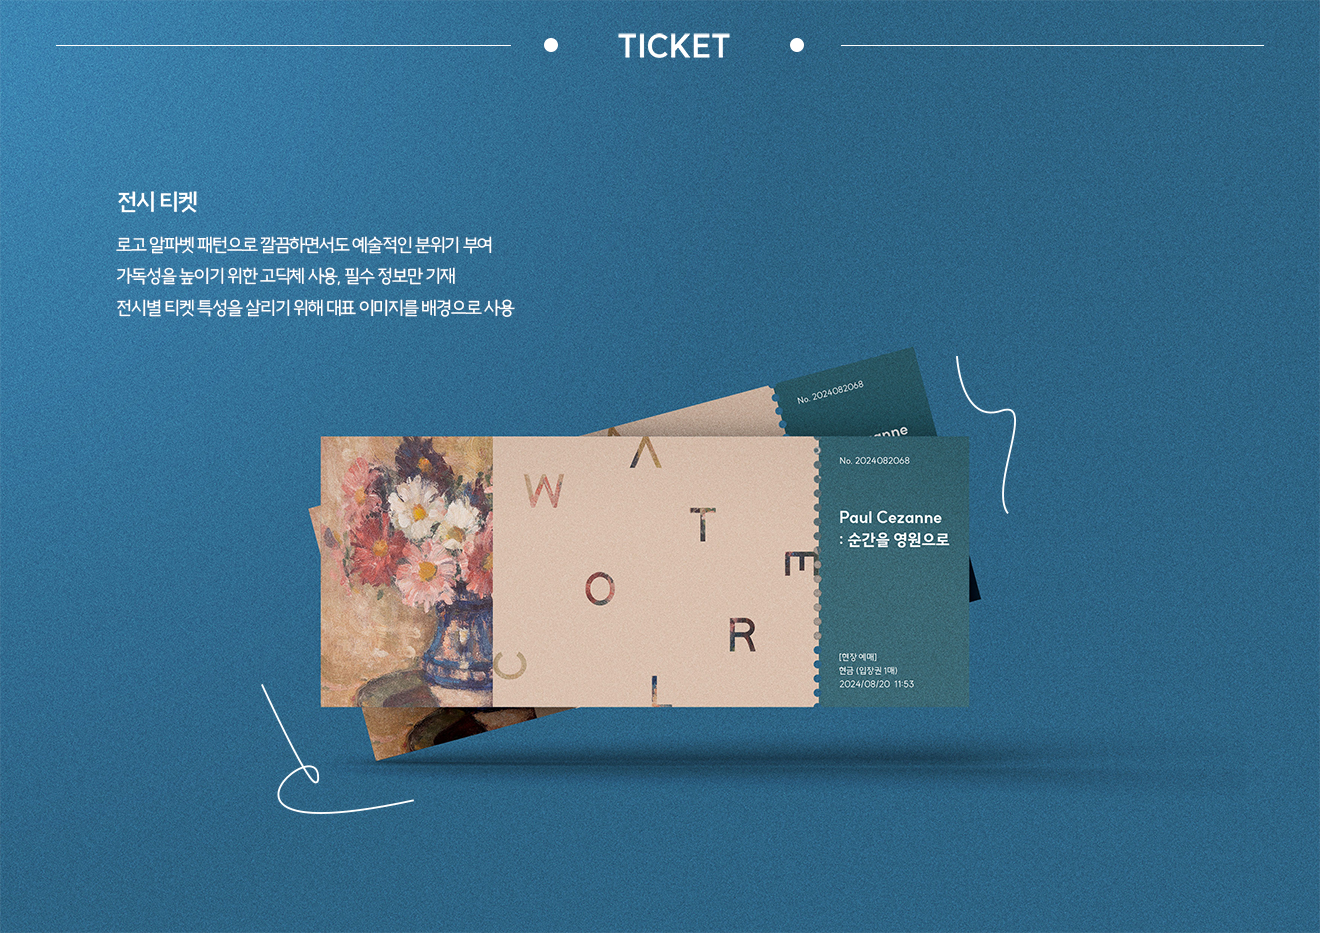 TICKET
전시 티켓
로고 알파벳 패턴으로 깔끔하면서도 예술적인 분위기 부여
가독성을 높이기 위한 고딕체 사용, 필수 정보만 기재
전시별 티켓 특성을 살리기 위해 대표 이미지를 배경으로 사용
No. 2024082068
W
A
T
E
O
R
C
L
No. 2024082068
Paul Cezanne
: 순간을 영원으로
[현장 예매]
현금 (입장권 1매)
2024/08/20 11:53